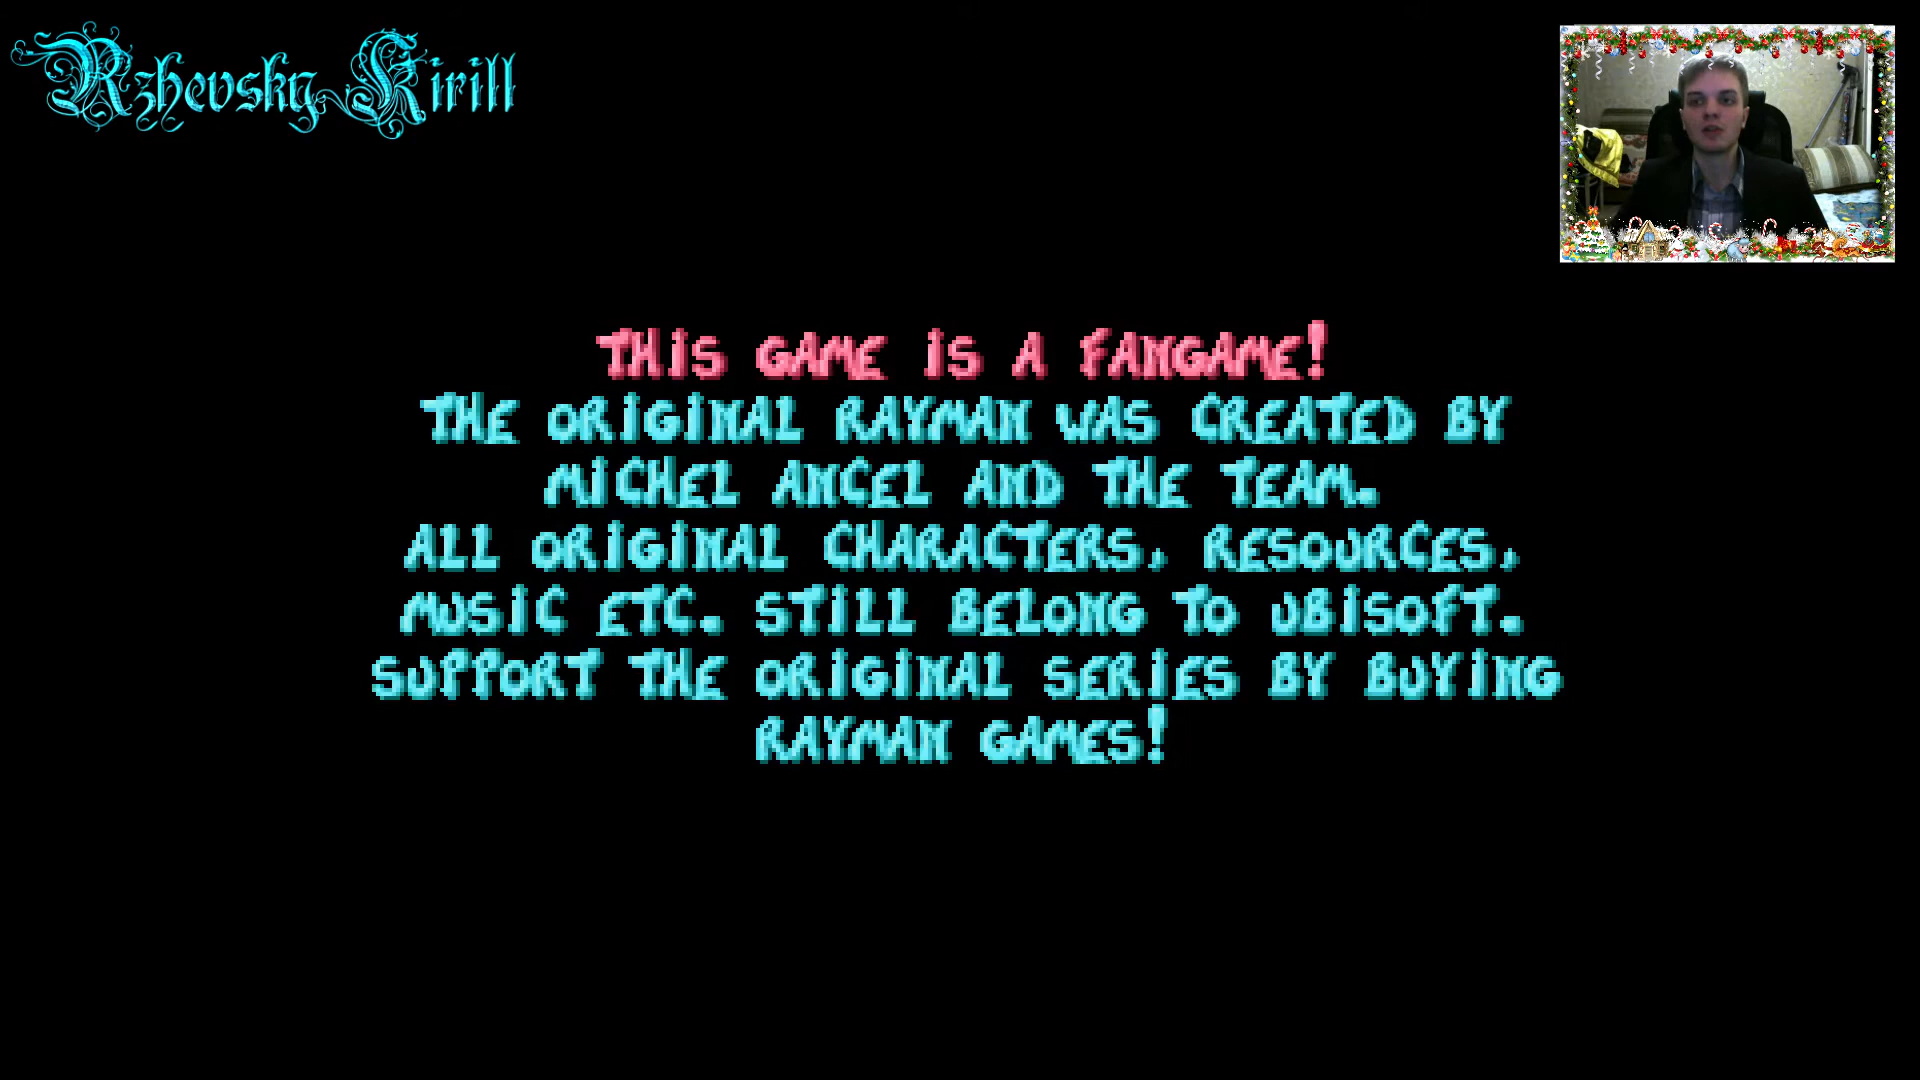 Rzhevsky Kirill
THIS GAME IS A FANGAME!
THE ORIGINAL RAYMAN WAS CREATED BY
MICHEL ANCEL AND THE TEAM.
ALL ORIGINAL CHARACTERS, RESOURCES,
MUSIC ETC. STILL BELONG TO UBISOFT.
SUPPORT THE ORIGINAL SERIES BY BUYING
RAYMAN GAMES!